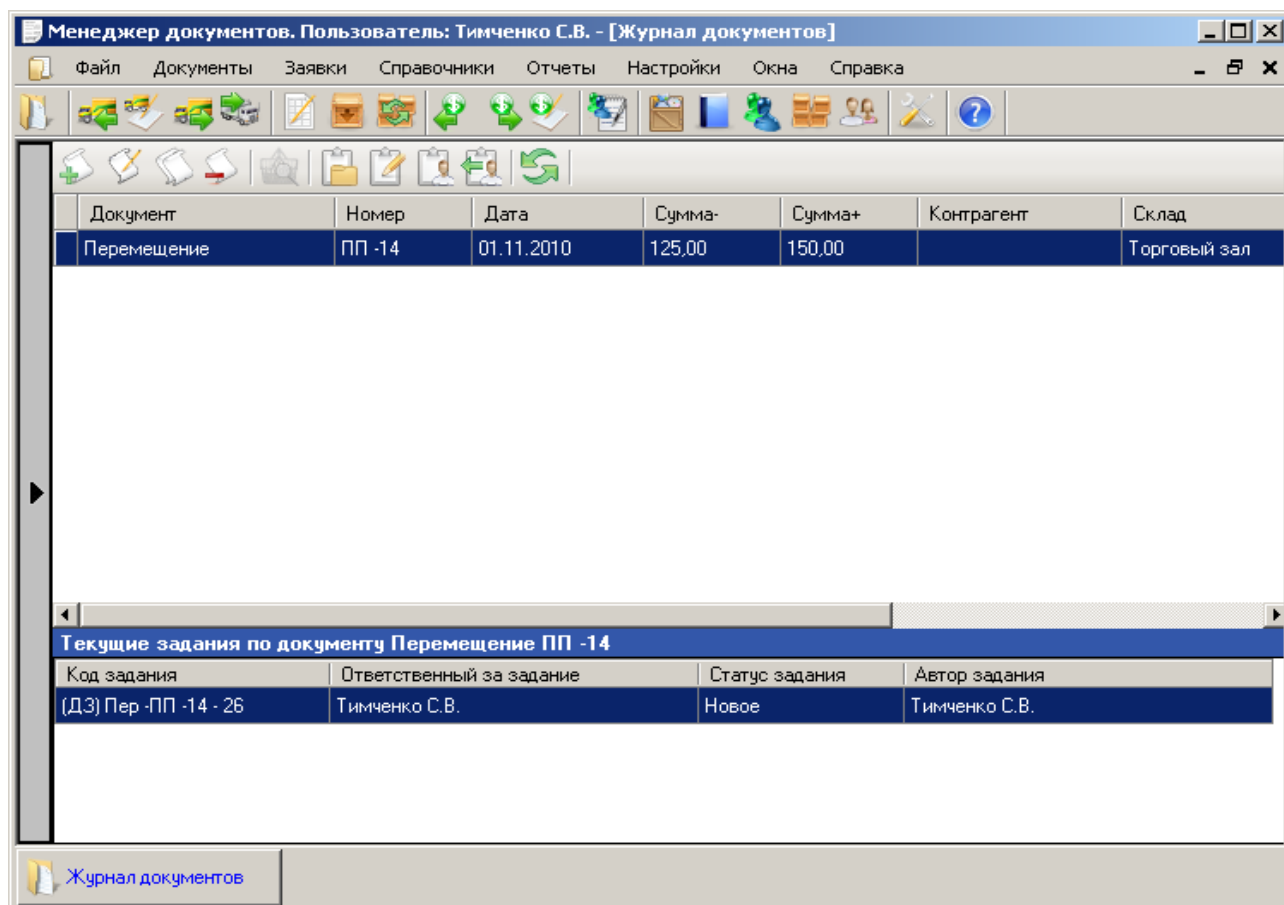 Менеджер документов. Пользователь: Тимченко С.В. - [Журнал документов]
Файл Документы Заявки Справочники Отчеты Настройки Окна Справка
Документ Номер Дата Сумма- Сумма+ Контрагент Склад
Перемещение ПП -14 01.11.2010 125,00 150,00 Торговый зал
Текущие задания по документу Перемещение ПП -14
Код задания Ответственный за задание Статус задания Автор задания
(ДЗ) Пер -ПП -14 - 26 Тимченко С.В. Новое Тимченко С.В.
Журнал документов